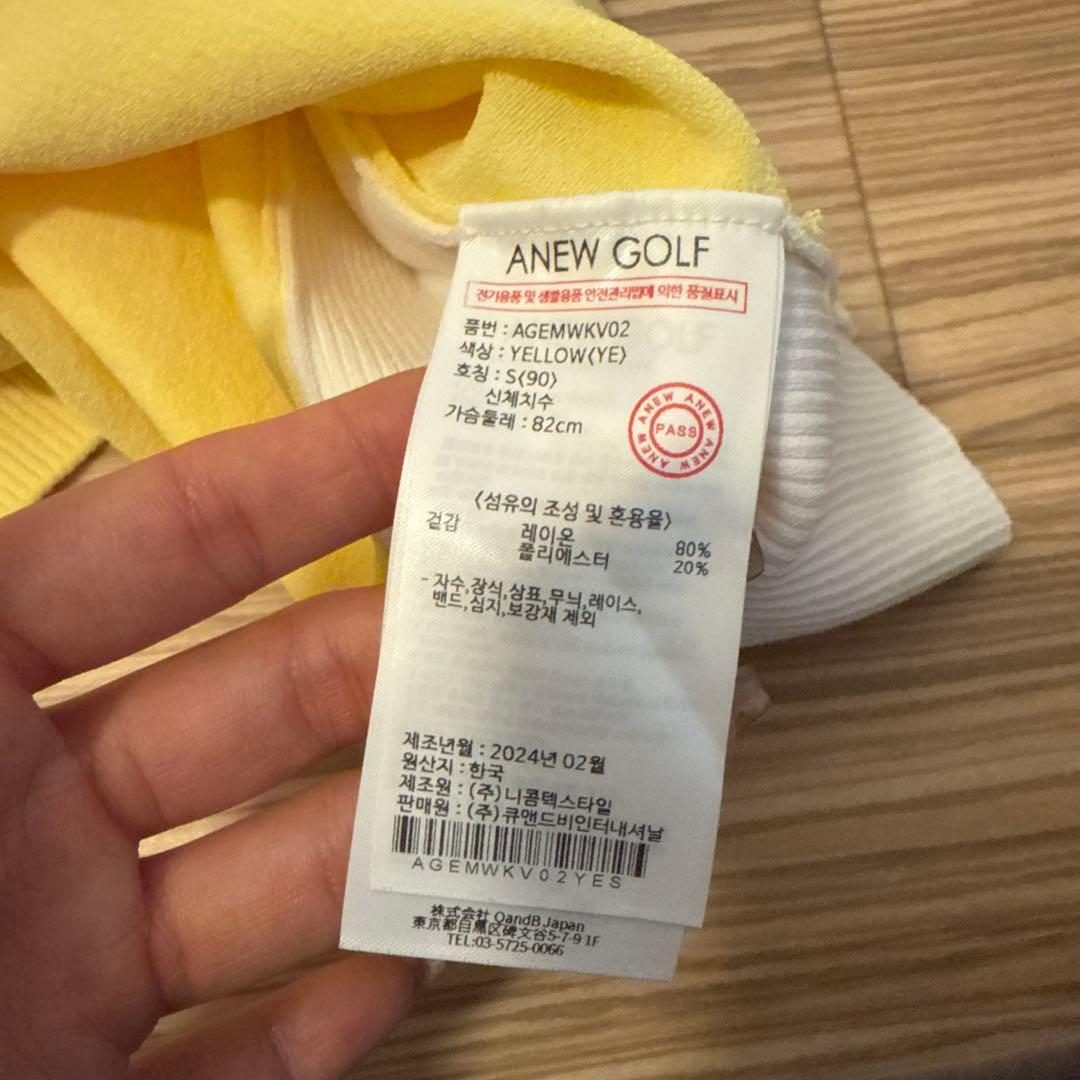 ANEW GOLF
전기용품 및 생활용품 안전관리법에 의한 품질표시
품번 : AGEMWKV02
색상 : YELLOW(YE)
호칭 : S(90)
신체치수
가슴둘레 : 82cm
ANEW ANEW ANEW ANEW
PASS
〈섬유의 조성 및 혼용율〉
겉감 레이온 80%
폴리에스터 20%
- 자수,장식,상표,무늬,레이스,
밴드,심지,보강재 제외
제조년월 : 2024년 02월
원산지 : 한국
제조원 : (주)니콤텍스타일
판매원 : (주)큐앤드비인터내셔날
AGEMWKV02YES
株式会社 QandB Japan
東京都目黒区碑文谷5-7-9 1F
TEL:03-5725-0066